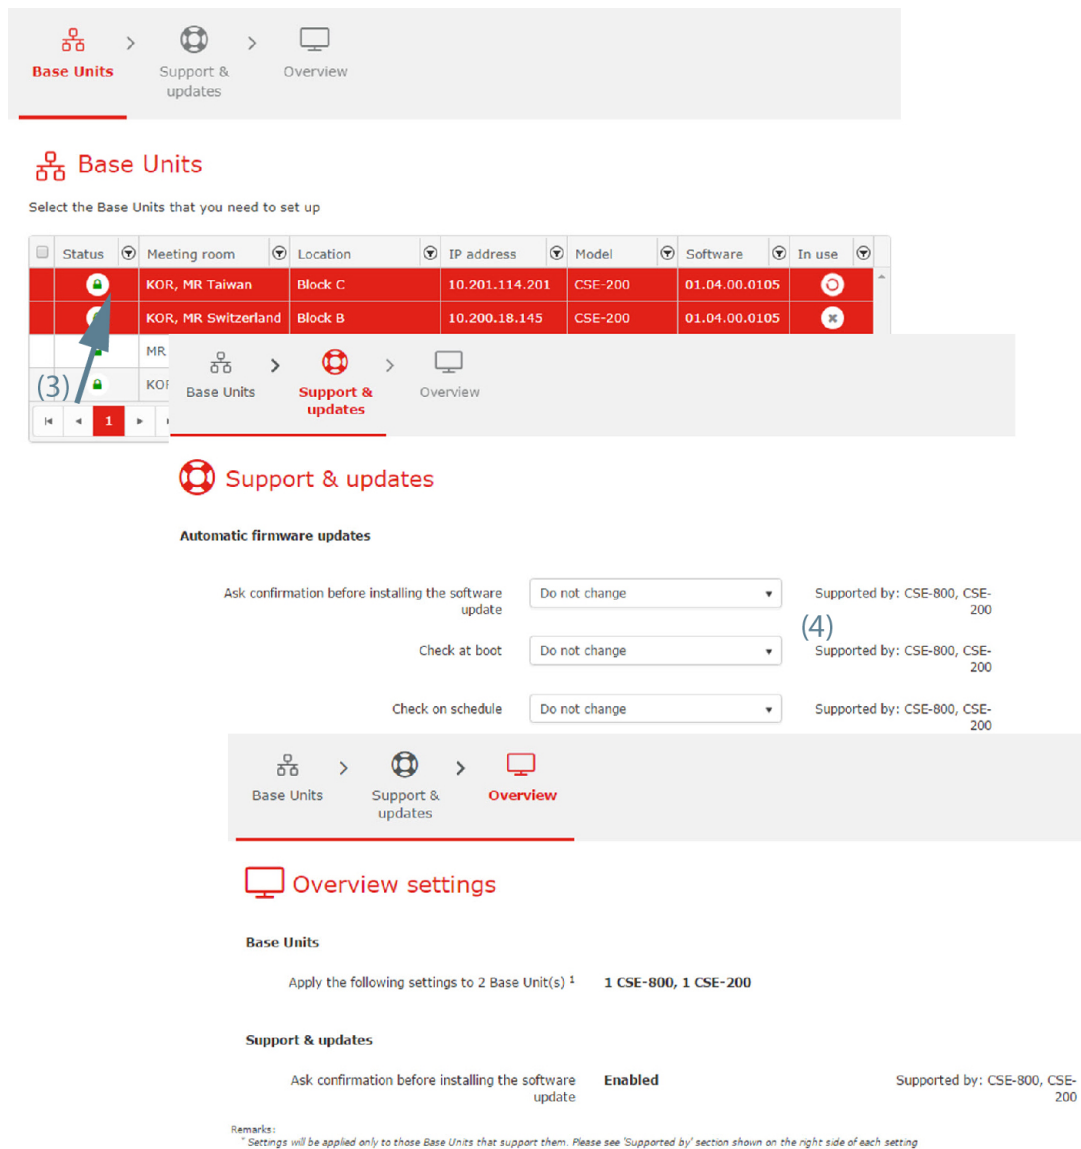 Base Units
Support &
updates
Overview
Base Units
Select the Base Units that you need to set up
Status Meeting room Location IP address Model Software In use
KOR, MR Taiwan Block C 10.201.114.201 CSE-200 01.04.00.0105
KOR, MR Switzerland Block B 10.200.18.145 CSE-200 01.04.00.0105
MR
(3) KOR
1
Base Units
Support &
updates
Overview
Support & updates
Automatic firmware updates
Ask confirmation before installing the software
update
Do not change
Supported by: CSE-800, CSE-
200
(4)
Check at boot
Do not change
Supported by: CSE-800, CSE-
200
Check on schedule
Do not change
Supported by: CSE-800, CSE-
200
Base Units
Support &
updates
Overview
Overview settings
Base Units
Apply the following settings to 2 Base Unit(s) 1 1 CSE-800, 1 CSE-200
Support & updates
Ask confirmation before installing the software
update
Enabled
Supported by: CSE-800, CSE-
200
Remarks:
* Settings will be applied only to those Base Units that support them. Please see 'Supported by' section shown on the right side of each setting